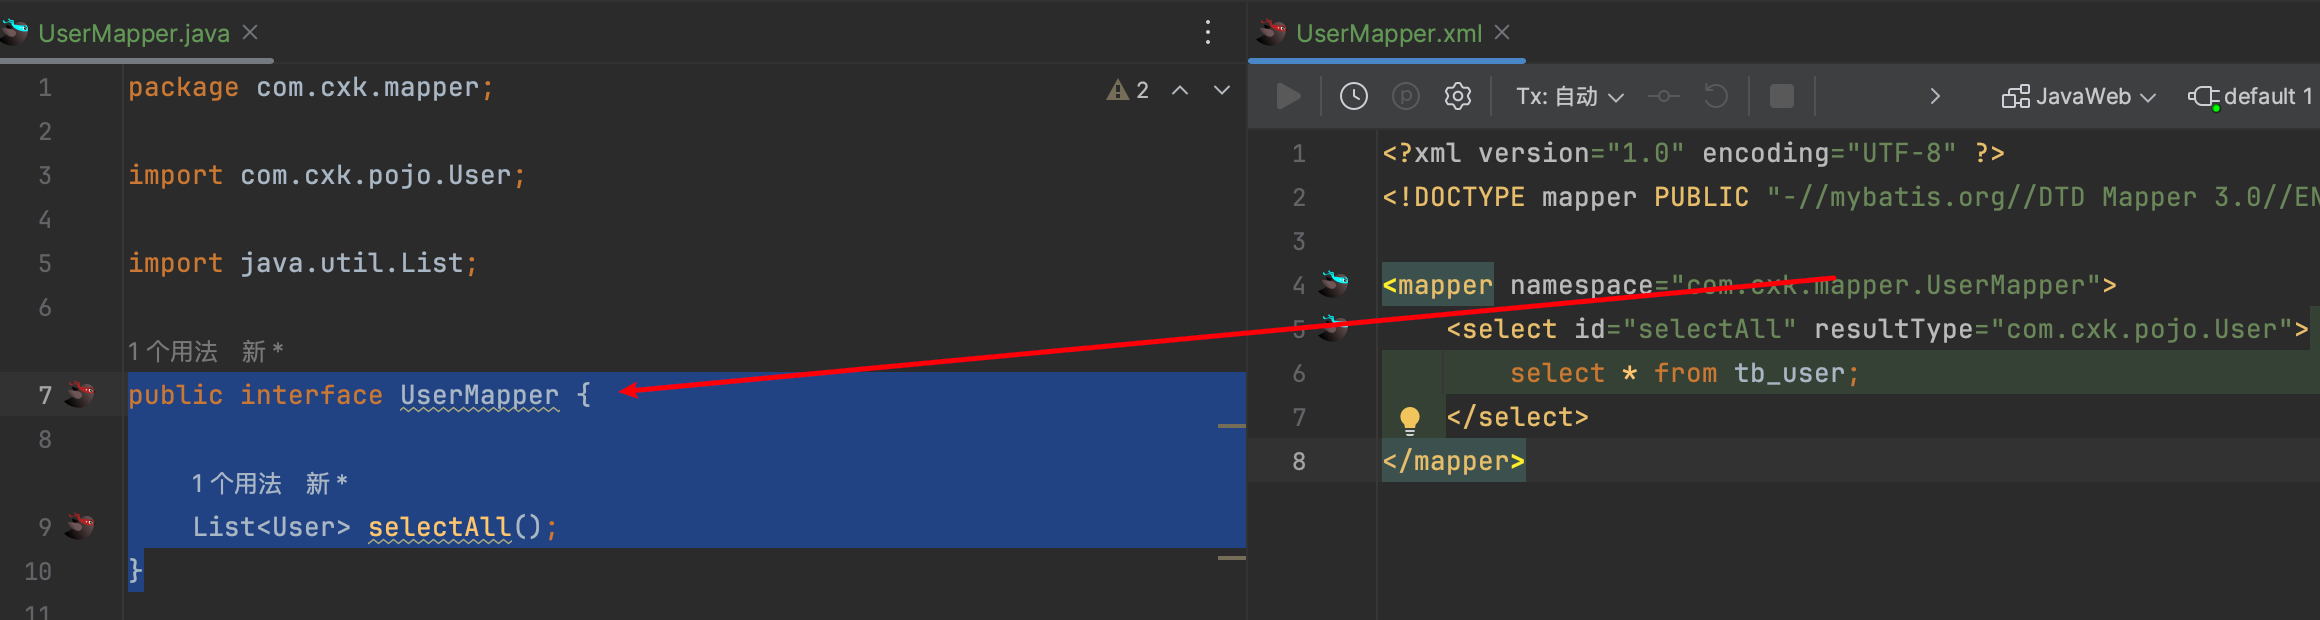 UserMapper.java
2
1 package com.cxk.mapper;
2
3 import com.cxk.pojo.User;
4
5 import java.util.List;
6
1个用法 新 *
7 public interface UserMapper {
8
1个用法 新 *
9 List<User> selectAll();
10 }
11
UserMapper.xml
Tx: 自动 JavaWeb default 1
1 <?xml version="1.0" encoding="UTF-8" ?>
2 <!DOCTYPE mapper PUBLIC "-//mybatis.org//DTD Mapper 3.0//EN
3
4 <mapper namespace="com.cxk.mapper.UserMapper">
5 <select id="selectAll" resultType="com.cxk.pojo.User">
6 select * from tb_user;
7 </select>
8 </mapper>